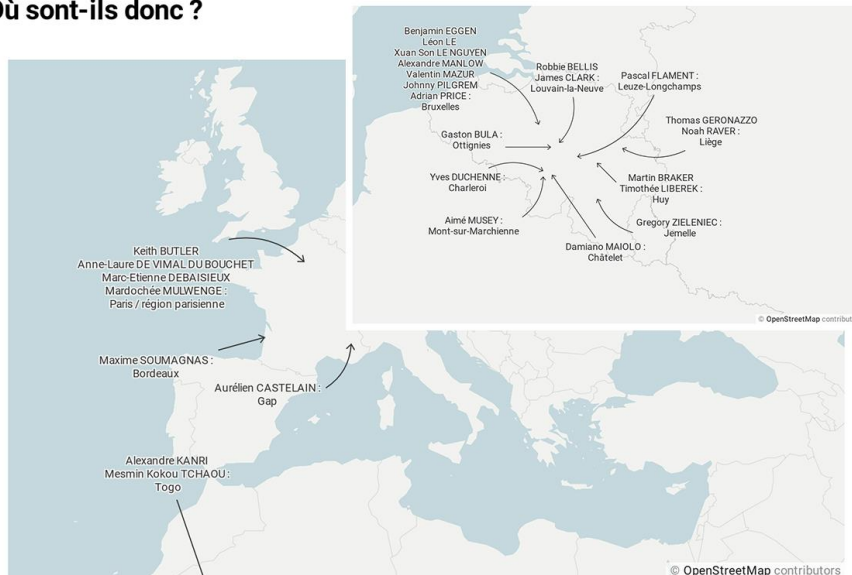 Où sont-ils donc ?
Benjamin EGGEN
Léon LE
Xuan Son LE NGUYEN
Alexandre MANLOW
Valentin MAZUR
Johnny PILGREM
Adrian PRICE :
Bruxelles
Robbie BELLIS
James CLARK :
Louvain-la-Neuve
Pascal FLAMENT :
Leuze-Longchamps
Thomas GERONAZZO
Noah RAVER :
Liège
Gaston BULA :
Ottignies
Yves DUCHENNE :
Charleroi
Martin BRAKER
Timothée LIBEREK :
Huy
Aimé MUSEY :
Mont-sur-Marchienne
Gregory ZIELENIEC :
Jemelle
Damiano MAIOLO :
Châtelet
© OpenStreetMap contribut
Keith BUTLER
Anne-Laure DE VIMAL DU BOUCHET
Marc-Etienne DEBAISIEUX
Mardochée MULWENGE :
Paris / région parisienne
Maxime SOUMAGNAS :
Bordeaux
Aurélien CASTELAIN :
Gap
Alexandre KANRI
Mesmin Kokou TCHAOU :
Togo
© OpenStreetMap contributors